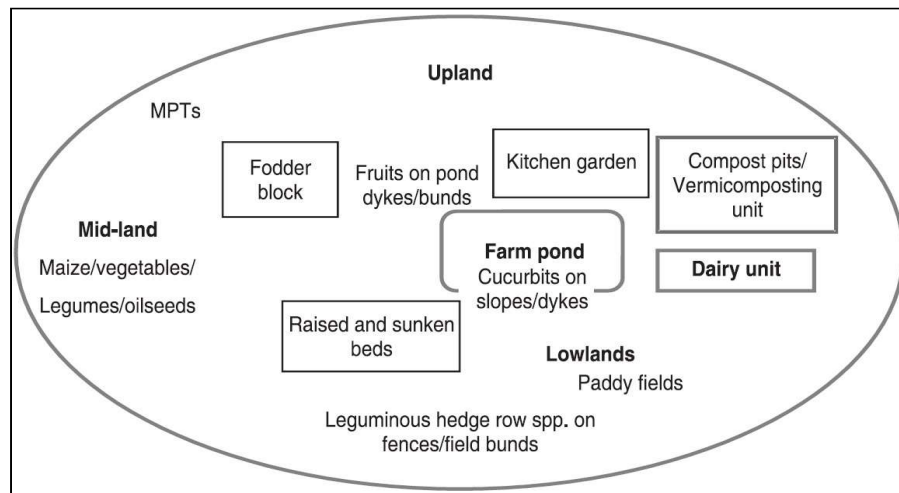 Upland
MPTs
Fodder
block
Fruits on pond
dykes/bunds
Kitchen garden
Compost pits/
Vermicomposting
unit
Mid-land
Maize/vegetables/
Legumes/oilseeds
Farm pond
Cucurbits on
slopes/dykes
Dairy unit
Raised and sunken
beds
Lowlands
Paddy fields
Leguminous hedge row spp. on
fences/field bunds